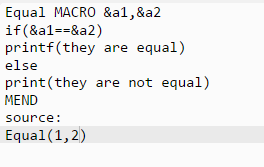 Equal MACRO &a1,&a2
if(&a1==&a2)
printf(they are equal)
else
print(they are not equal)
MEND
source:
Equal(1,2)